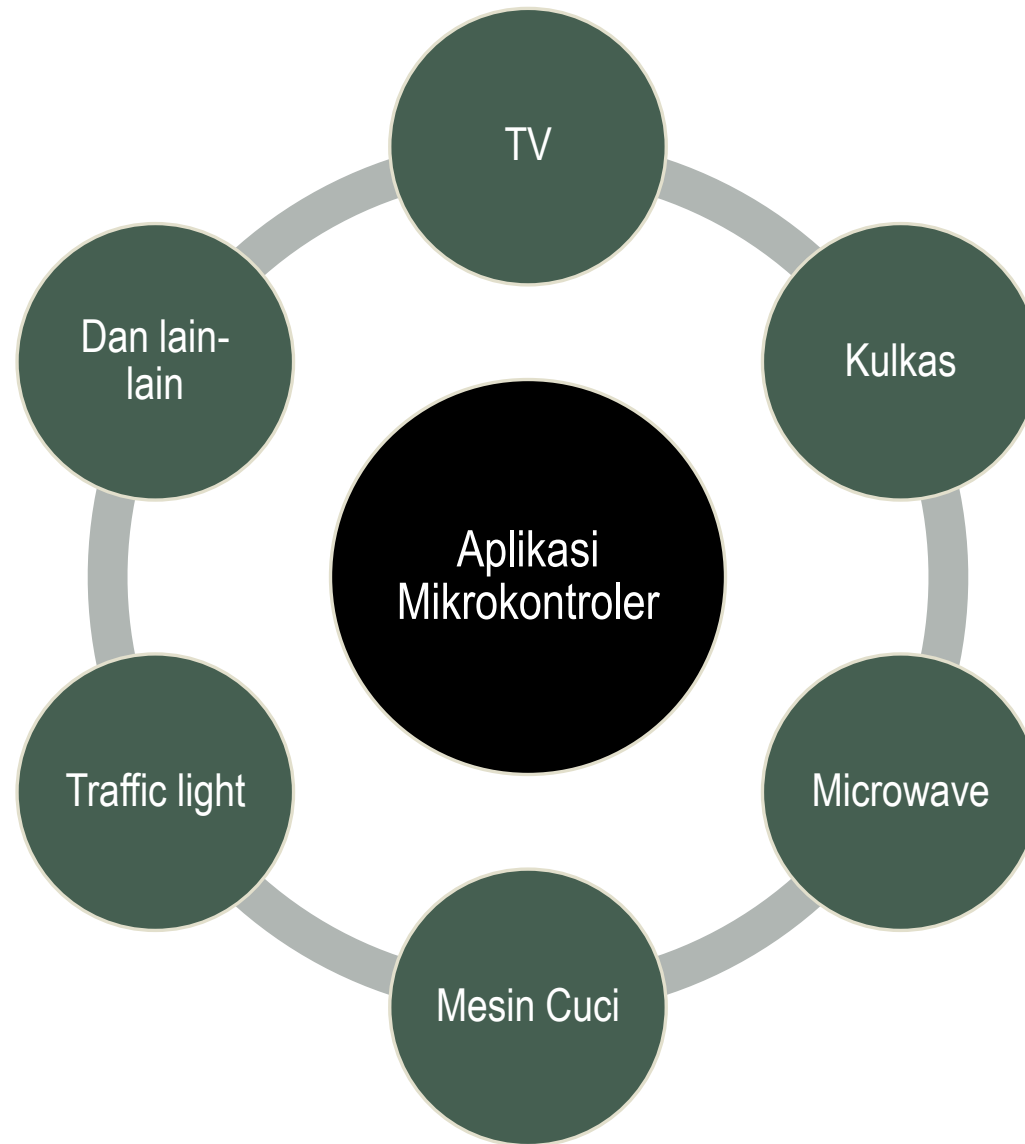 TV
Kulkas
Microwave
Mesin Cuci
Traffic light
Dan lain-
lain
Aplikasi
Mikrokontroler